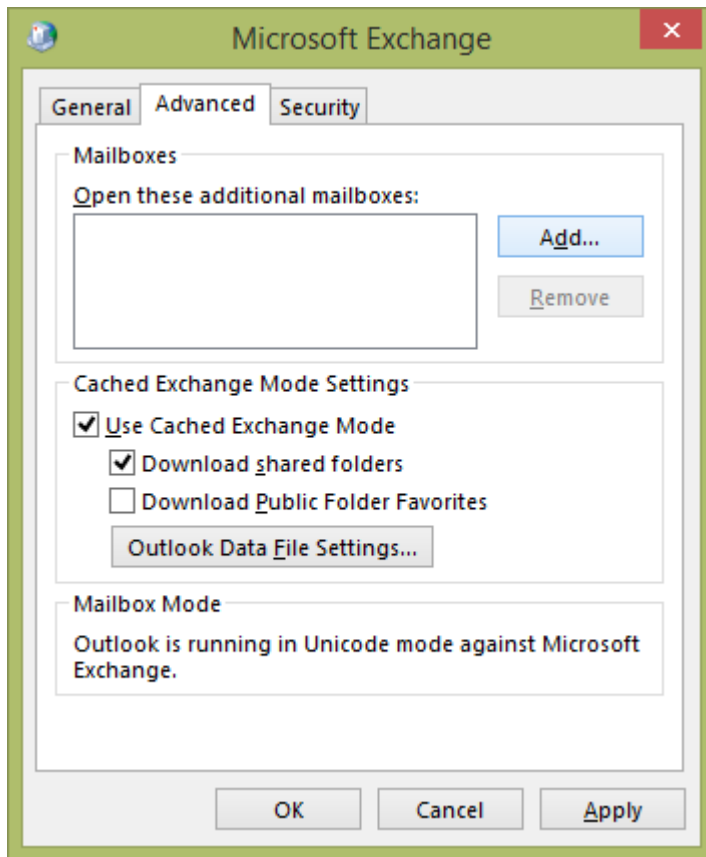 Microsoft Exchange
General Advanced Security
Mailboxes
Open these additional mailboxes:
Add...
Remove
Cached Exchange Mode Settings
Use Cached Exchange Mode
Download shared folders
Download Public Folder Favorites
Outlook Data File Settings...
Mailbox Mode
Outlook is running in Unicode mode against Microsoft
Exchange.
OK Cancel Apply